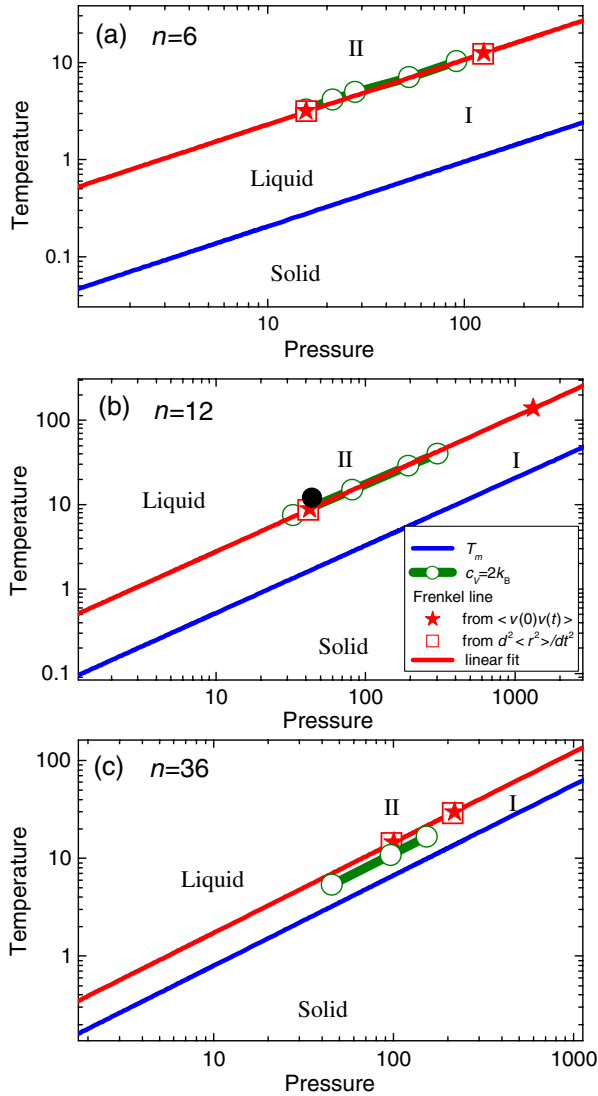 (a) n=6
II
10
I
1
Liquid
0.1
Solid
Temperature
10 100
Pressure
(b) n=12
100
II
I
Liquid
10
1
Solid
0.1
Temperature
T_m
c_V=2k_B
Frenkel line
from <v(0)v(t)>
from d²<r²>/dt²
linear fit
10 100 1000
Pressure
(c) n=36
100
II
I
10
Liquid
1
Solid
Temperature
10 100 1000
Pressure